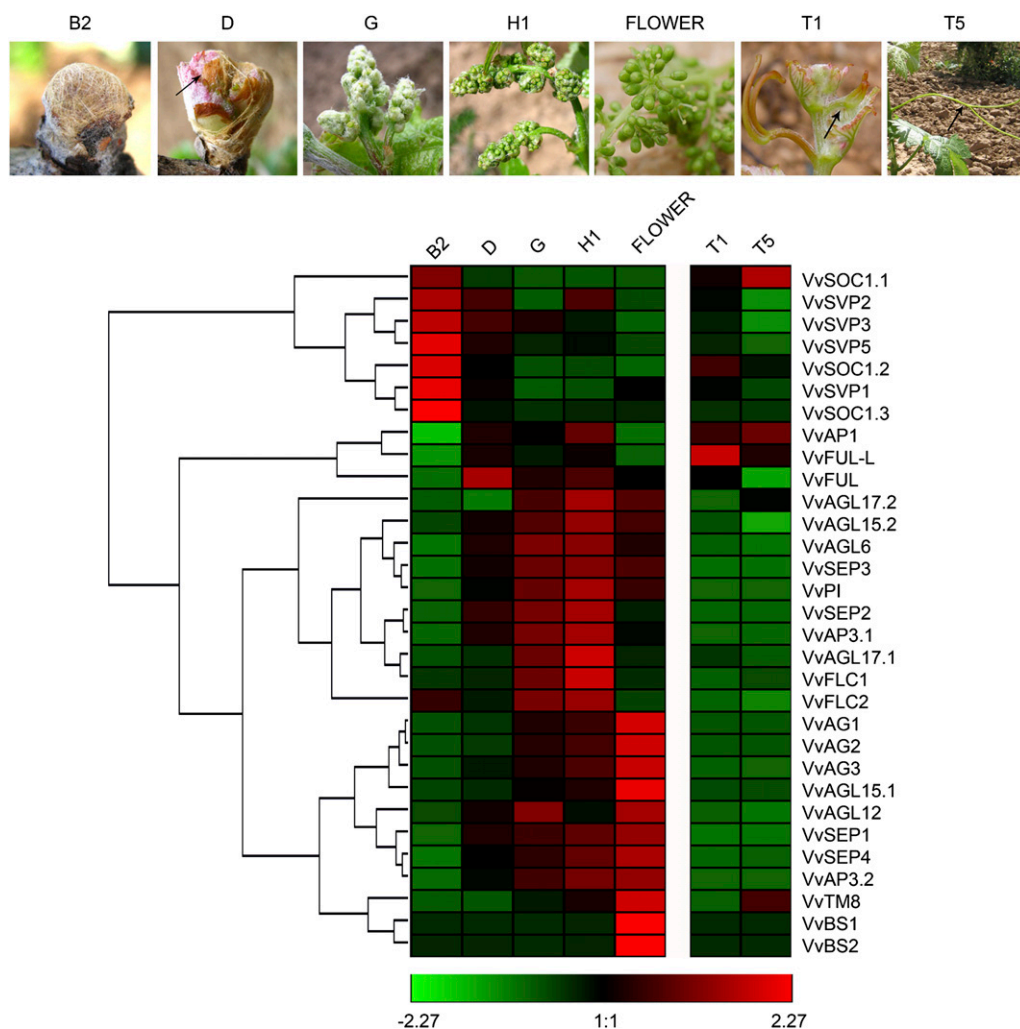 B2 D G H1 FLOWER T1 T5
B2 D G H1 FLOWER T1 T5
VvSOC1.1
VvSVP2
VvSVP3
VvSVP5
VvSOC1.2
VvSVP1
VvSOC1.3
VvAP1
VvFUL-L
VvFUL
VvAGL17.2
VvAGL15.2
VvAGL6
VvSEP3
VvPI
VvSEP2
VvAP3.1
VvAGL17.1
VvFLC1
VvFLC2
VvAG1
VvAG2
VvAG3
VvAGL15.1
VvAGL12
VvSEP1
VvSEP4
VvAP3.2
VvTM8
VvBS1
VvBS2
-2.27 1:1 2.27